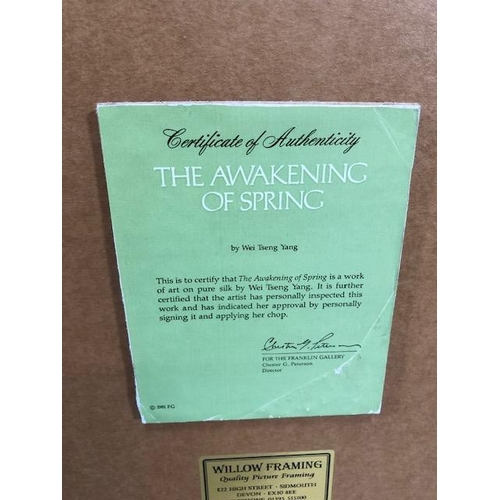 Certificate of Authenticity
THE AWAKENING
OF SPRING
by Wei Tseng Yang
This is to certify that The Awakening of Spring is a work
of art on pure silk by Wei Tseng Yang. It is further
certified that the artist has personally inspected this
work and has indicated her approval by personally
signing it and applying her chop.
FOR THE FRANKLIN GALLERY
Chester G. Peterson
Director
© 1981 FG
WILLOW FRAMING
Quality Picture Framing
HIGH STREET · SIDMOUTH
DEVON · EX10 8EE